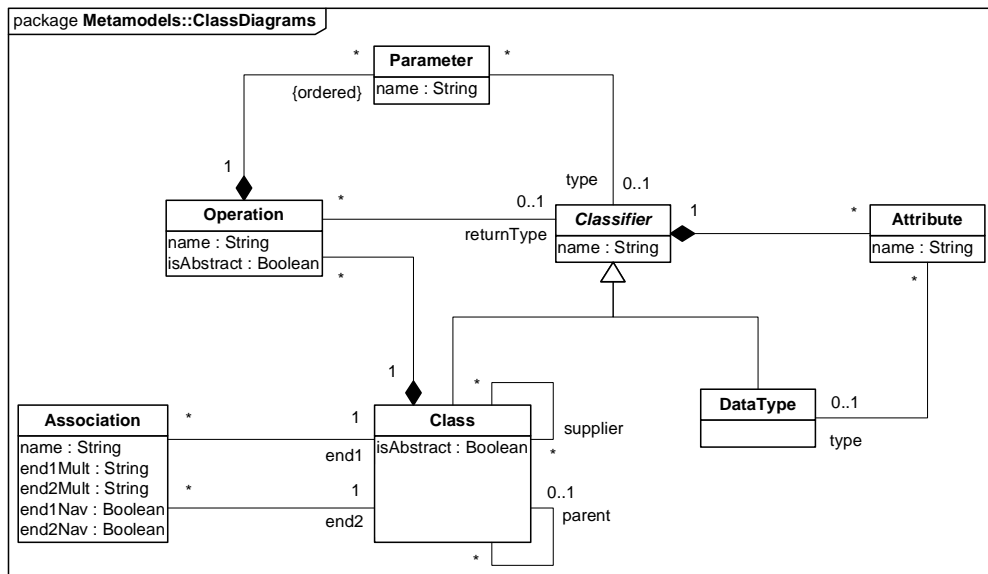 package Metamodels::ClassDiagrams
* Parameter *
name : String
{ordered}
1
type 0..1
Operation
name : String
isAbstract : Boolean
*
0..1
returnType
*
Classifier
name : String
1
*
Attribute
name : String
*
1
*
Class
isAbstract : Boolean
supplier
*
0..1
parent
*
DataType
0..1
type
Association
name : String
end1Mult : String
end2Mult : String
end1Nav : Boolean
end2Nav : Boolean
*
1
end1
*
1
end2